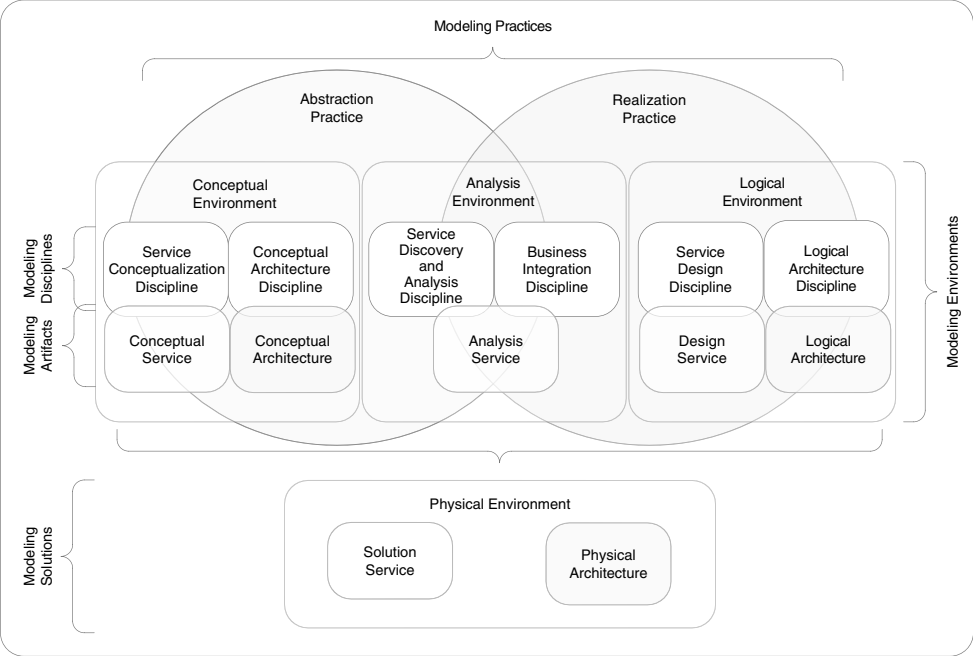 Modeling Practices
Abstraction
Practice
Realization
Practice
Conceptual
Environment
Analysis
Environment
Logical
Environment
Modeling
Disciplines
Service
Conceptualization
Discipline
Conceptual
Architecture
Discipline
Service
Discovery
and
Analysis
Discipline
Business
Integration
Discipline
Service
Design
Discipline
Logical
Architecture
Discipline
Modeling Environments
Modeling
Artifacts
Conceptual
Service
Conceptual
Architecture
Analysis
Service
Design
Service
Logical
Architecture
Modeling
Solutions
Physical Environment
Solution
Service
Physical
Architecture